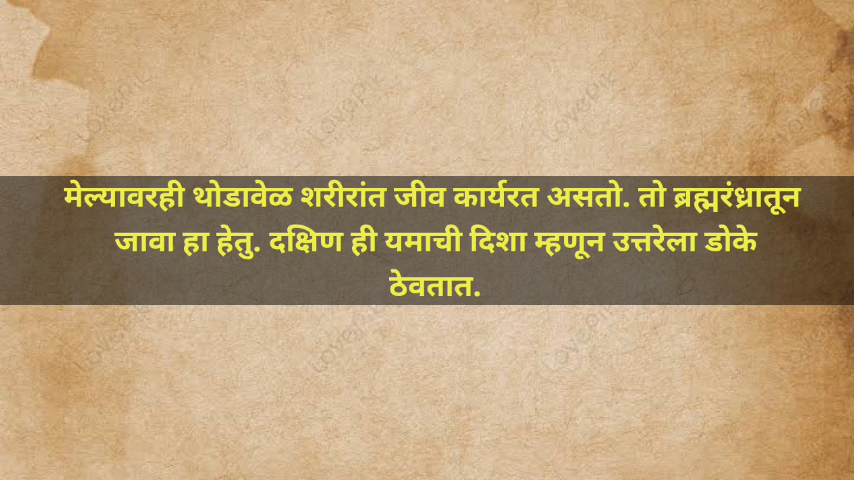 मेल्यावरही थोडावेळ शरीरांत जीव कार्यरत असतो. तो ब्रह्मरंध्रातून
जावा हा हेतु. दक्षिण ही यमाची दिशा म्हणून उत्तरेला डोके
ठेवतात.